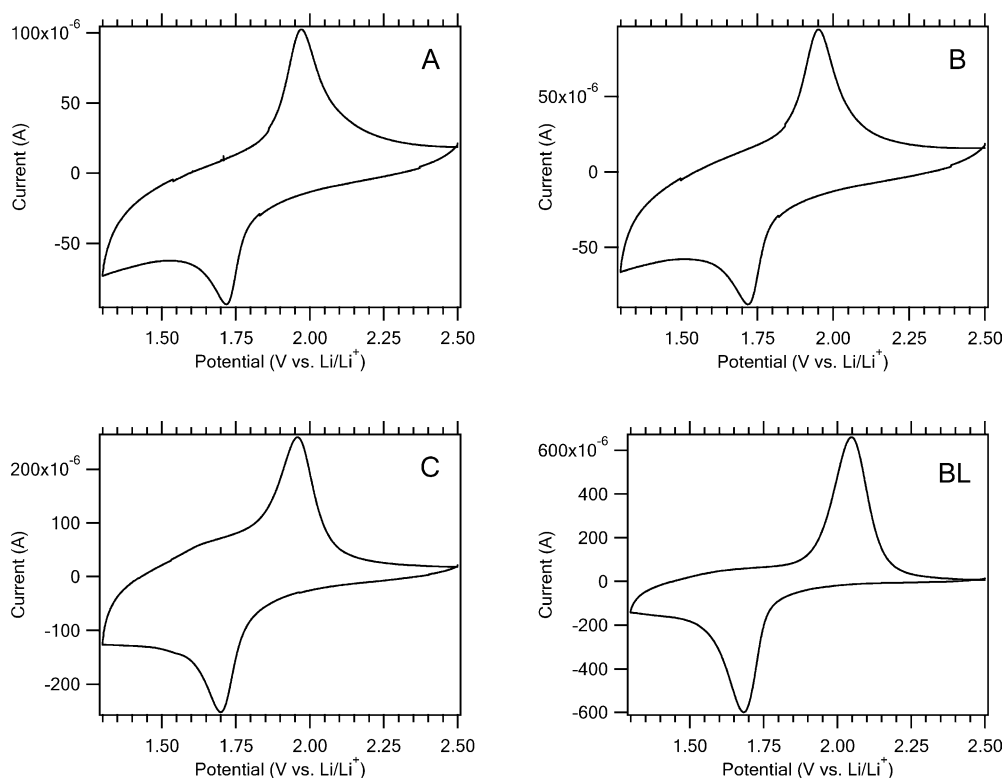 100x10-6
50
0
-50
Current (A)
A
1.50 1.75 2.00 2.25 2.50
Potential (V vs. Li/Li+)
50x10-6
0
-50
Current (A)
B
1.50 1.75 2.00 2.25 2.50
Potential (V vs. Li/Li+)
200x10-6
100
0
-100
-200
Current (A)
C
1.50 1.75 2.00 2.25 2.50
Potential (V vs. Li/Li+)
600x10-6
400
200
0
-200
-400
-600
Current (A)
BL
1.50 1.75 2.00 2.25 2.50
Potential (V vs. Li/Li+)